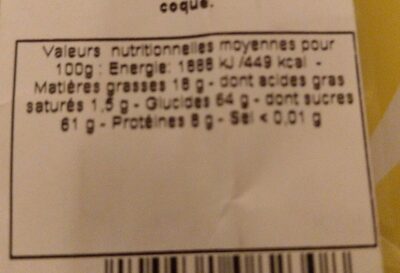 coque.
Valeurs nutritionnelles moyennes pour
100g : Energie: 1888 kJ /449 kcal -
Matières grasses 18 g - dont acides gras
saturés 1,5 g - Glucides 64 g - dont sucres
61 g - Protéines 8 g - Sel < 0,01 g